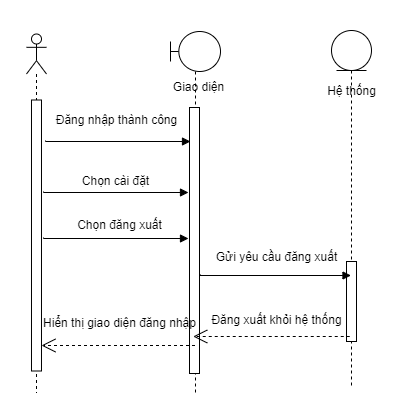 Giao diện
Hệ thống
Đăng nhập thành công
Chọn cài đặt
Chọn đăng xuất
Gửi yêu cầu đăng xuất
Đăng xuất khỏi hệ thống
Hiển thị giao diện đăng nhập